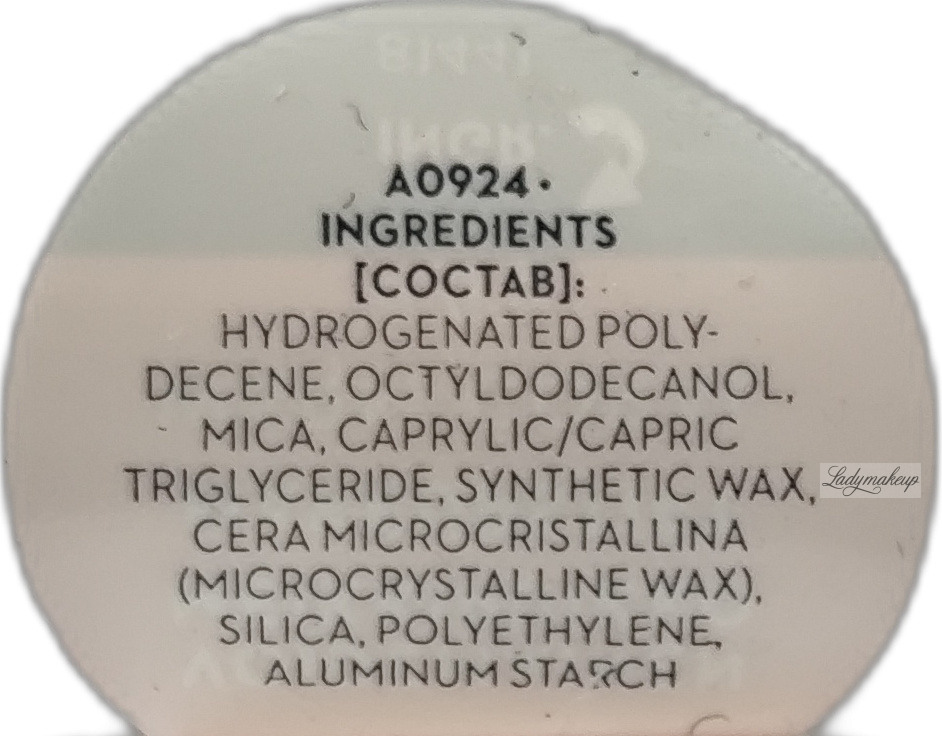 A0924·
INGREDIENTS
[COCTAB]:
HYDROGENATED POLY-
DECENE, OCTYLDODECANOL,
MICA, CAPRYLIC/CAPRIC
TRIGLYCERIDE, SYNTHETIC WAX,
Ladymakeup
CERA MICROCRISTALLINA
(MICROCRYSTALLINE WAX),
SILICA, POLYETHYLENE,
ALUMINUM STARCH